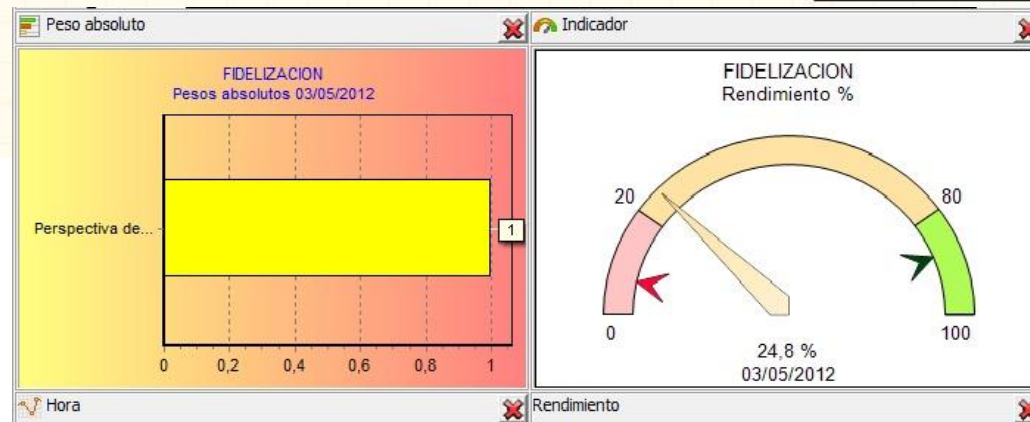 Peso absoluto
FIDELIZACION
Pesos absolutos 03/05/2012
Perspectiva de...
1
0 0,2 0,4 0,6 0,8 1
Indicador
FIDELIZACION
Rendimiento %
20 80
0 100
24,8 %
03/05/2012
Hora
Rendimiento